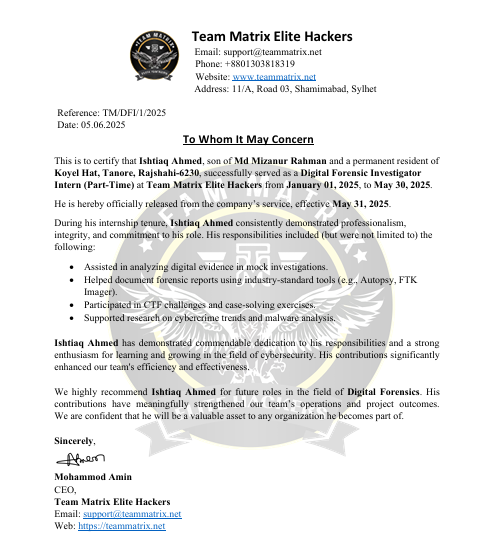 Team Matrix Elite Hackers
Email: support@teammatrix.net
Phone: +8801303818319
Website: www.teammatrix.net
Address: 11/A, Road 03, Shamimabad, Sylhet
TEAM MATRIX
Reference: TM/DFI/1/2025
Date: 05.06.2025
To Whom It May Concern
This is to certify that Ishtiaq Ahmed, son of Md Mizanur Rahman and a permanent resident of
Koyel Hat, Tanore, Rajshahi-6230, successfully served as a Digital Forensic Investigator
Intern (Part-Time) at Team Matrix Elite Hackers from January 01, 2025, to May 30, 2025.
He is hereby officially released from the company's service, effective May 31, 2025.
During his internship tenure, Ishtiaq Ahmed consistently demonstrated professionalism,
integrity, and commitment to his role. His responsibilities included (but were not limited to) the
following:
• Assisted in analyzing digital evidence in mock investigations.
• Helped document forensic reports using industry-standard tools (e.g., Autopsy, FTK
Imager).
• Participated in CTF challenges and case-solving exercises.
• Supported research on cybercrime trends and malware analysis.
Ishtiaq Ahmed has demonstrated commendable dedication to his responsibilities and a strong
enthusiasm for learning and growing in the field of cybersecurity. His contributions significantly
enhanced our team's efficiency and effectiveness.
We highly recommend Ishtiaq Ahmed for future roles in the field of Digital Forensics. His
contributions have meaningfully strengthened our team's operations and project outcomes.
We are confident that he will be a valuable asset to any organization he becomes part of.
Sincerely,
Mohammod Amin
CEO,
Team Matrix Elite Hackers
Email: support@teammatrix.net
Web: https://teammatrix.net